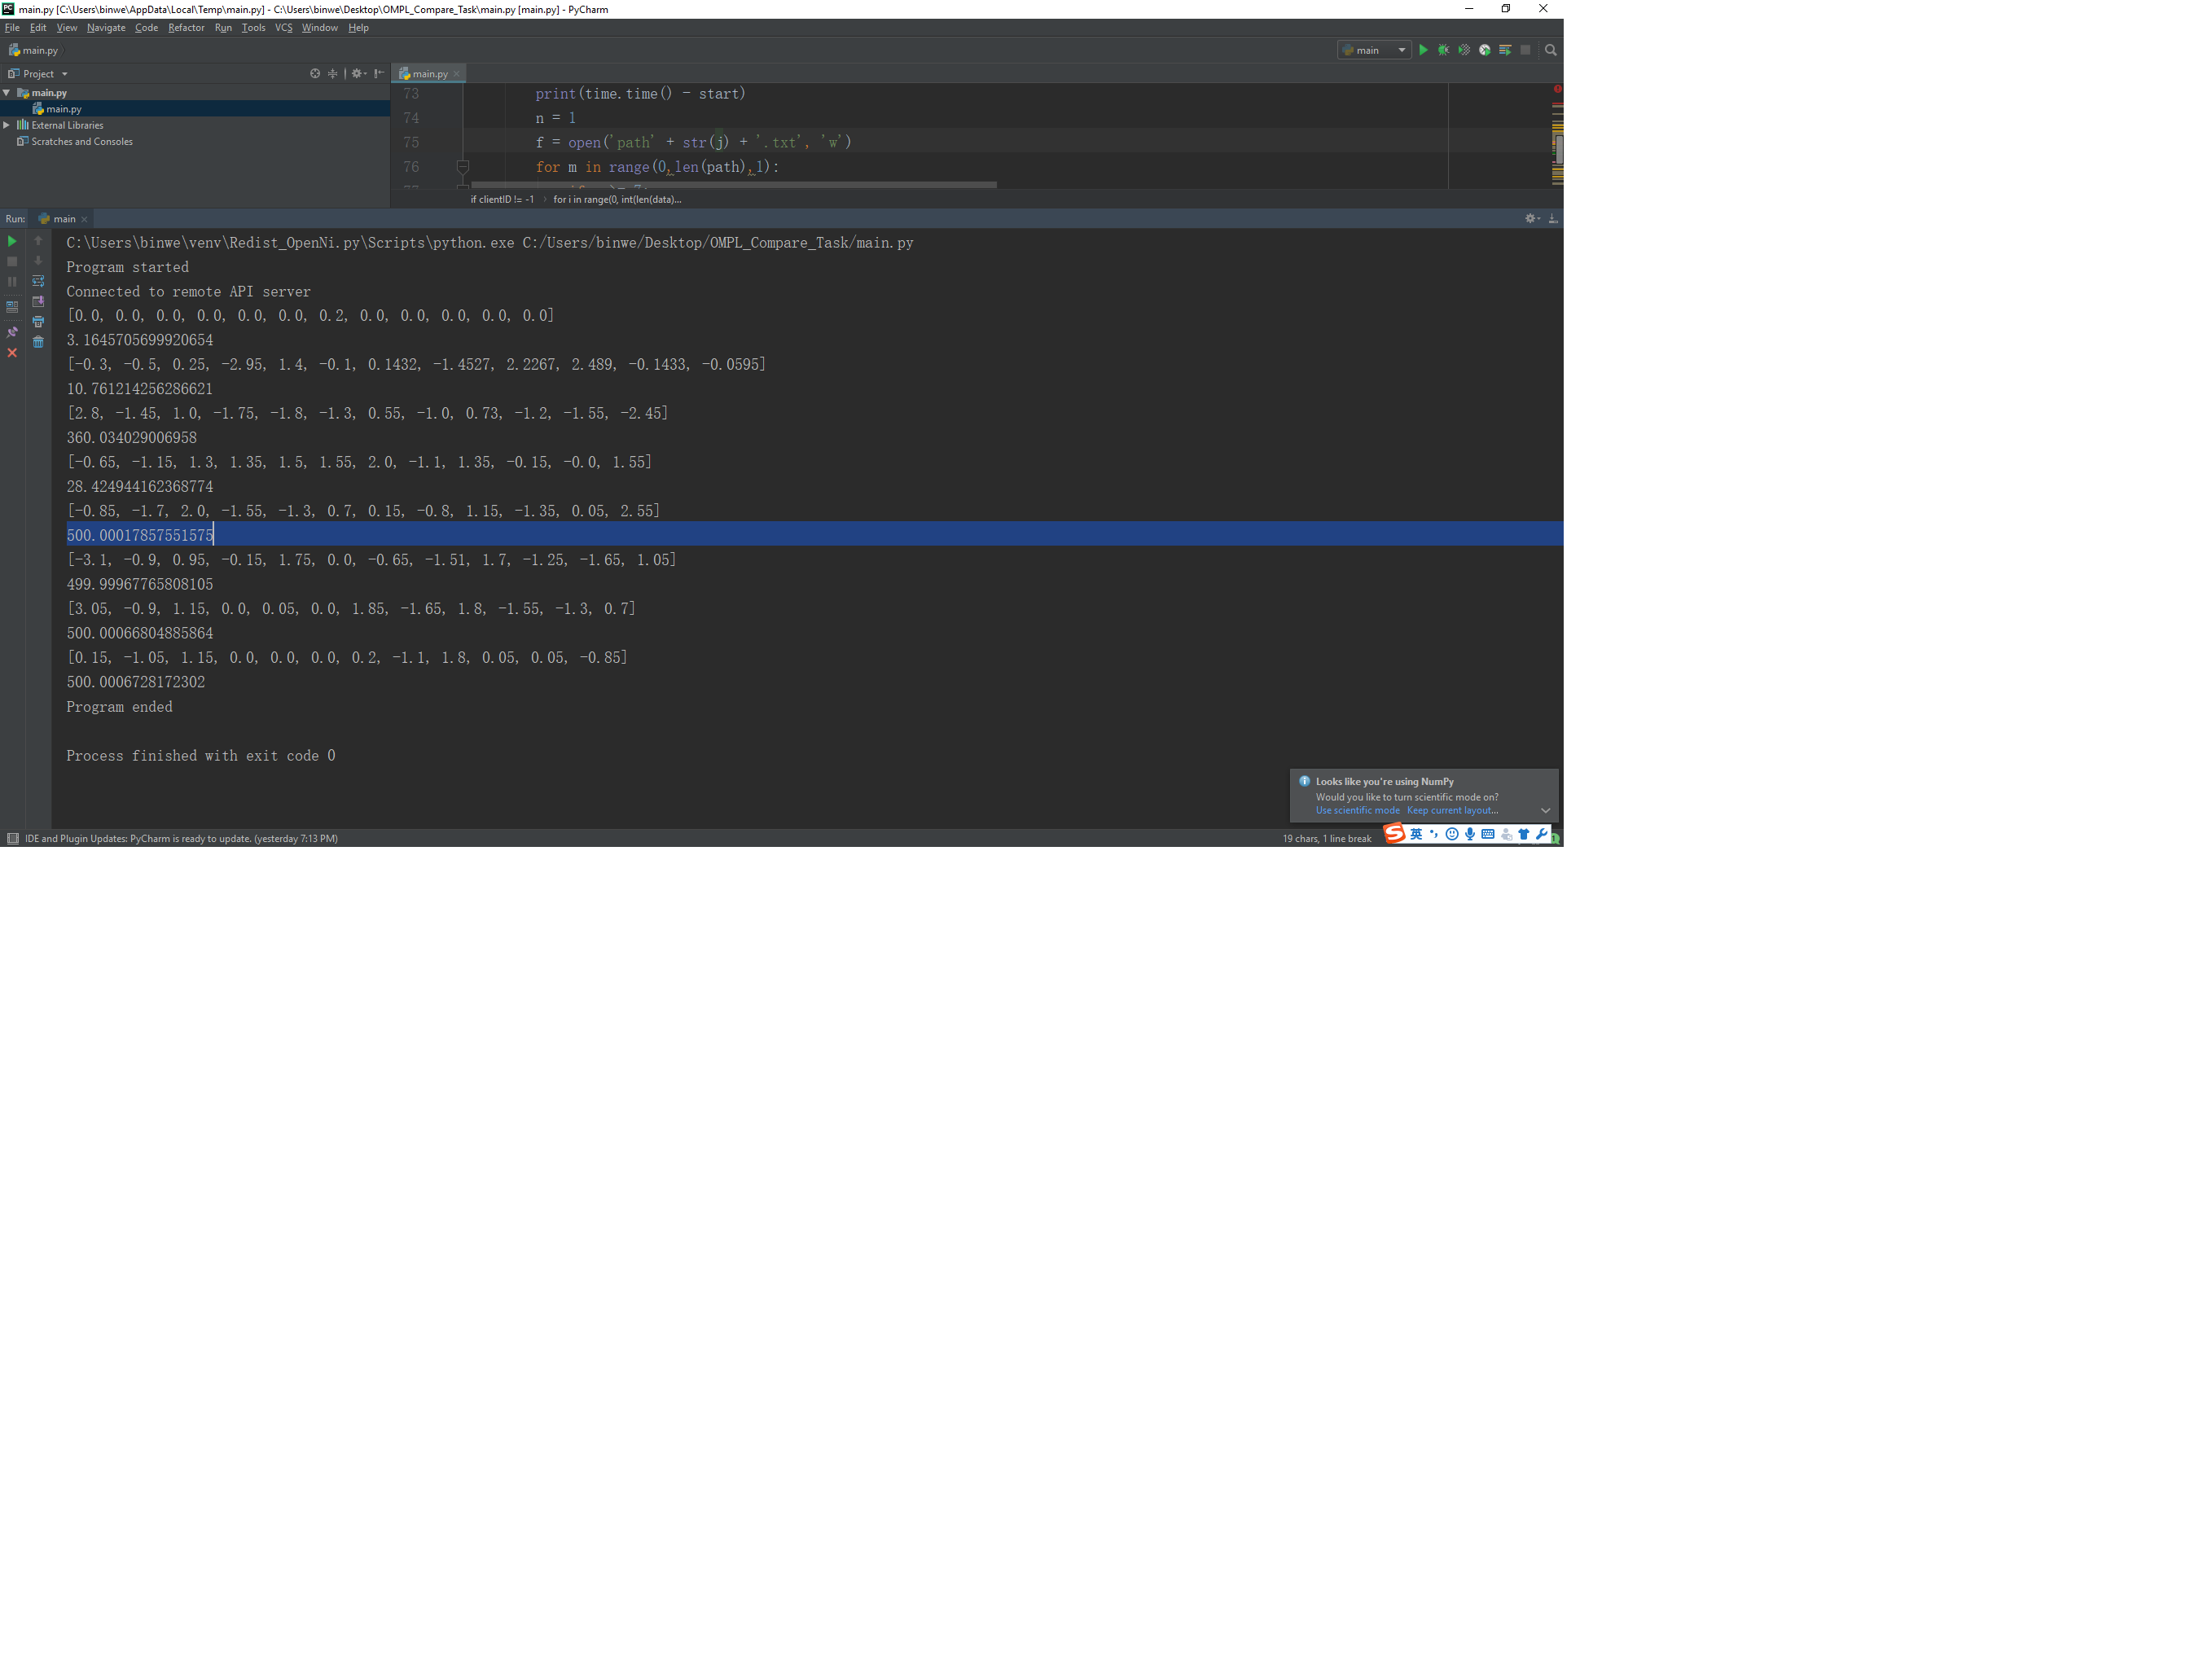 main.py [C:\Users\binwe\AppData\Local\Temp\main.py] - C:\Users\binwe\Desktop\OMPL_Compare_Task\main.py [main.py] - PyCharm
File Edit View Navigate Code Refactor Run Tools VCS Window Help
main.py
main
Project
main.py
main.py
main.py
External Libraries
Scratches and Consoles
73 print(time.time() - start)
74 n = 1
75 f = open('path' + str(j) + '.txt', 'w')
76 for m in range(0,len(path),1):
if clientID != -1 › for i in range(0, int(len(data)...
Run: main
C:\Users\binwe\venv\Redist_OpenNi.py\Scripts\python.exe C:/Users/binwe/Desktop/OMPL_Compare_Task/main.py
Program started
Connected to remote API server
[0.0, 0.0, 0.0, 0.0, 0.0, 0.0, 0.2, 0.0, 0.0, 0.0, 0.0, 0.0]
3.1645705699920654
[-0.3, -0.5, 0.25, -2.95, 1.4, -0.1, 0.1432, -1.4527, 2.2267, 2.489, -0.1433, -0.0595]
10.761214256286621
[2.8, -1.45, 1.0, -1.75, -1.8, -1.3, 0.55, -1.0, 0.73, -1.2, -1.55, -2.45]
360.034029006958
[-0.65, -1.15, 1.3, 1.35, 1.5, 1.55, 2.0, -1.1, 1.35, -0.15, -0.0, 1.55]
28.424944162368774
[-0.85, -1.7, 2.0, -1.55, -1.3, 0.7, 0.15, -0.8, 1.15, -1.35, 0.05, 2.55]
500.00017857551575
[-3.1, -0.9, 0.95, -0.15, 1.75, 0.0, -0.65, -1.51, 1.7, -1.25, -1.65, 1.05]
499.99967765808105
[3.05, -0.9, 1.15, 0.0, 0.05, 0.0, 1.85, -1.65, 1.8, -1.55, -1.3, 0.7]
500.00066804885864
[0.15, -1.05, 1.15, 0.0, 0.0, 0.0, 0.2, -1.1, 1.8, 0.05, 0.05, -0.85]
500.0006728172302
Program ended
Process finished with exit code 0
Looks like you're using NumPy
Would you like to turn scientific mode on?
Use scientific mode Keep current layout...
IDE and Plugin Updates: PyCharm is ready to update. (yesterday 7:13 PM)
19 chars, 1 line break
英